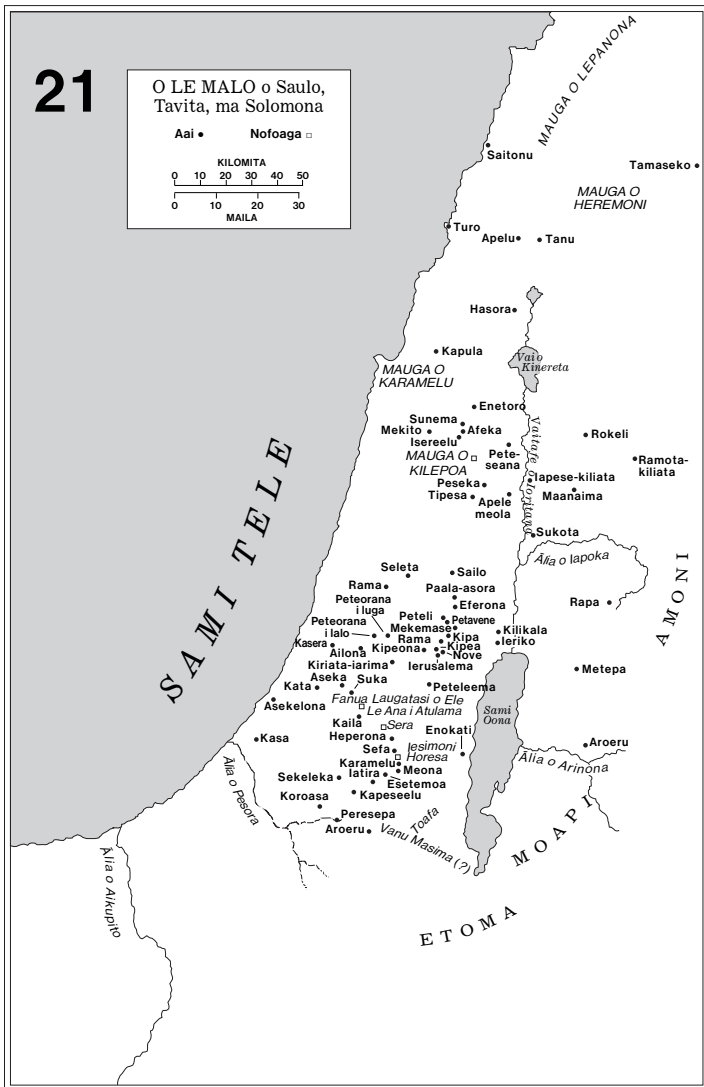 21
O LE MALO o Saulo,
Tavita, ma Solomona
Aai
Nofoaga
KILOMITA
0 10 20 30 40 50
0 10 20 30
MAILA
MAUGA O LEPANONA
Saitonu
Tamaseko
MAUGA O
HEREMONI
Turo
Apelu
Tanu
Hasora
Kapula
Vai o
Kinereta
MAUGA O
KARAMELU
Enetoro
Sunema
Mekito
Afeka
Isereelu
Rokeli
MAUGA O
KILEPOA
Pete-
seana
Ramota-
kiliata
Vaitafe o Ioritana
Peseka
Iapese-kiliata
Tipesa
Apele
meola
Maanaima
SAMI TELE
Sukota
Ālia o Iapoka
Seleta
Sailo
Rama
Paala-asora
Rapa
AMONI
Peteorana
i luga
Eferona
Peteli
Petavene
Peteorana
i lalo
Mekemase
Kilikala
Rama
Kipa
Ieriko
Kasera
Ailona
Kipeona
Kipea
Nove
Kiriata-iarima
Ierusalema
Metepa
Aseka
Suka
Kata
Peteleema
Fanua Laugatasi o Ele
Asekelona
Le Ana i Atulama
Sami
Oona
Kaila
Sera
Enokati
Kasa
Heperona
Iesimoni
Sefa
Horesa
Aroeru
Karamelu
Ālia o Arinona
Iatira
Meona
Sekeleka
Esetemoa
Ālia o Pesora
Kapeseelu
Koroasa
Peresepa
Toafa
Aroeru
Vanu Masima (?)
MOAPI
Ālia o Aikupito
ETOMA